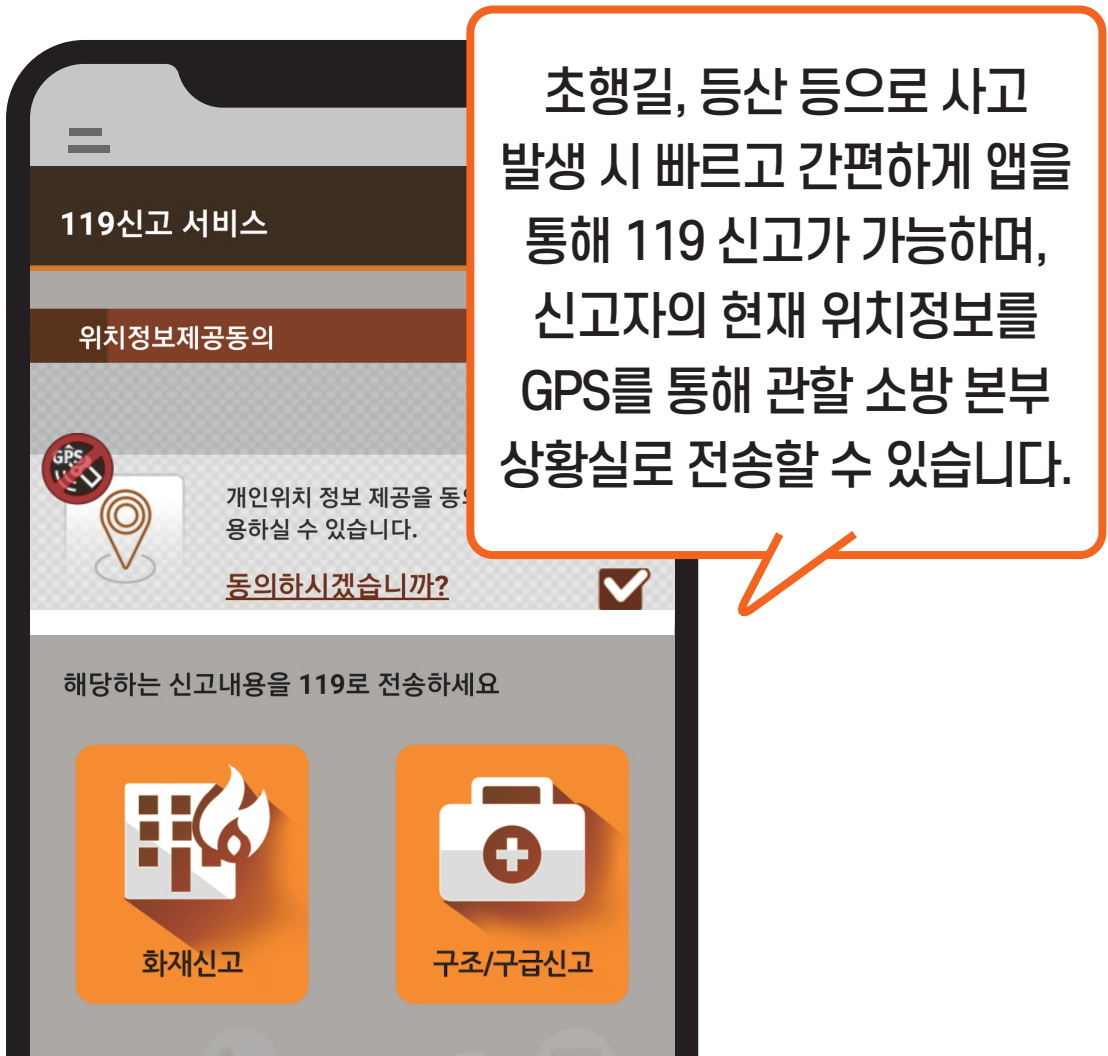 초행길, 등산 등으로 사고
발생 시 빠르고 간편하게 앱을
통해 119 신고가 가능하며,
신고자의 현재 위치정보를
GPS를 통해 관할 소방 본부
상황실로 전송할 수 있습니다.
119신고 서비스
위치정보제공동의
GPS
개인위치 정보 제공을
용하실 수 있습니다.
동의하시겠습니까?
해당하는 신고내용을 119로 전송하세요
화재신고
구조/구급신고